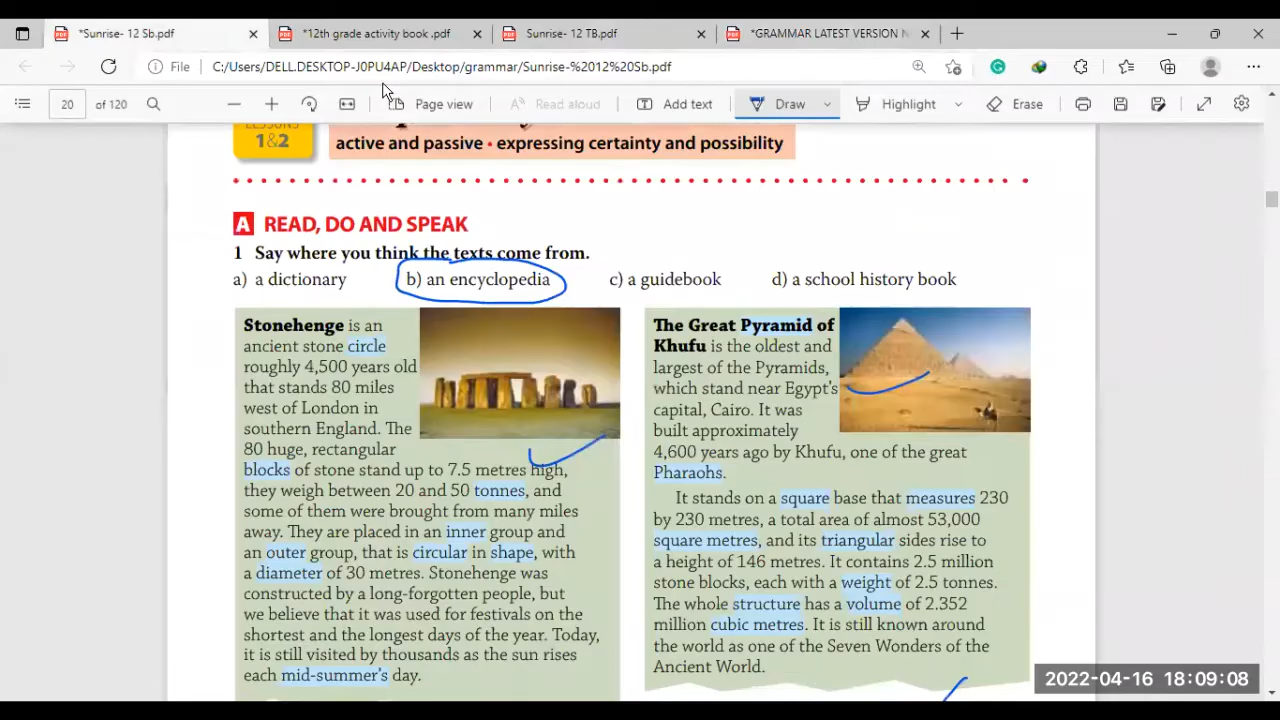 *Sunrise- 12 Sb.pdf
*12th grade activity book .pdf
Sunrise- 12 TB.pdf
*GRAMMAR LATEST VERSION
File
C:/Users/DELL.DESKTOP-J0PU4AP/Desktop/grammar/Sunrise-%2012%20Sb.pdf
20 of 120
Page view
Read aloud
Add text
Draw
Highlight
Erase
LESSONS
1&2
active and passive • expressing certainty and possibility
A READ, DO AND SPEAK
1 Say where you think the texts come from.
a) a dictionary b) an encyclopedia c) a guidebook d) a school history book
Stonehenge is an
ancient stone circle
roughly 4,500 years old
that stands 80 miles
west of London in
southern England. The
80 huge, rectangular
blocks of stone stand up to 7.5 metres high,
they weigh between 20 and 50 tonnes, and
some of them were brought from many miles
away. They are placed in an inner group and
an outer group, that is circular in shape, with
a diameter of 30 metres. Stonehenge was
constructed by a long-forgotten people, but
we believe that it was used for festivals on the
shortest and the longest days of the year. Today,
it is still visited by thousands as the sun rises
each mid-summer's day.
The Great Pyramid of
Khufu is the oldest and
largest of the Pyramids,
which stand near Egypt's
capital, Cairo. It was
built approximately
4,600 years ago by Khufu, one of the great
Pharaohs.
It stands on a square base that measures 230
by 230 metres, a total area of almost 53,000
square metres, and its triangular sides rise to
a height of 146 metres. It contains 2.5 million
stone blocks, each with a weight of 2.5 tonnes.
The whole structure has a volume of 2.352
million cubic metres. It is still known around
the world as one of the Seven Wonders of the
Ancient World.
2022-04-16 18:09:08